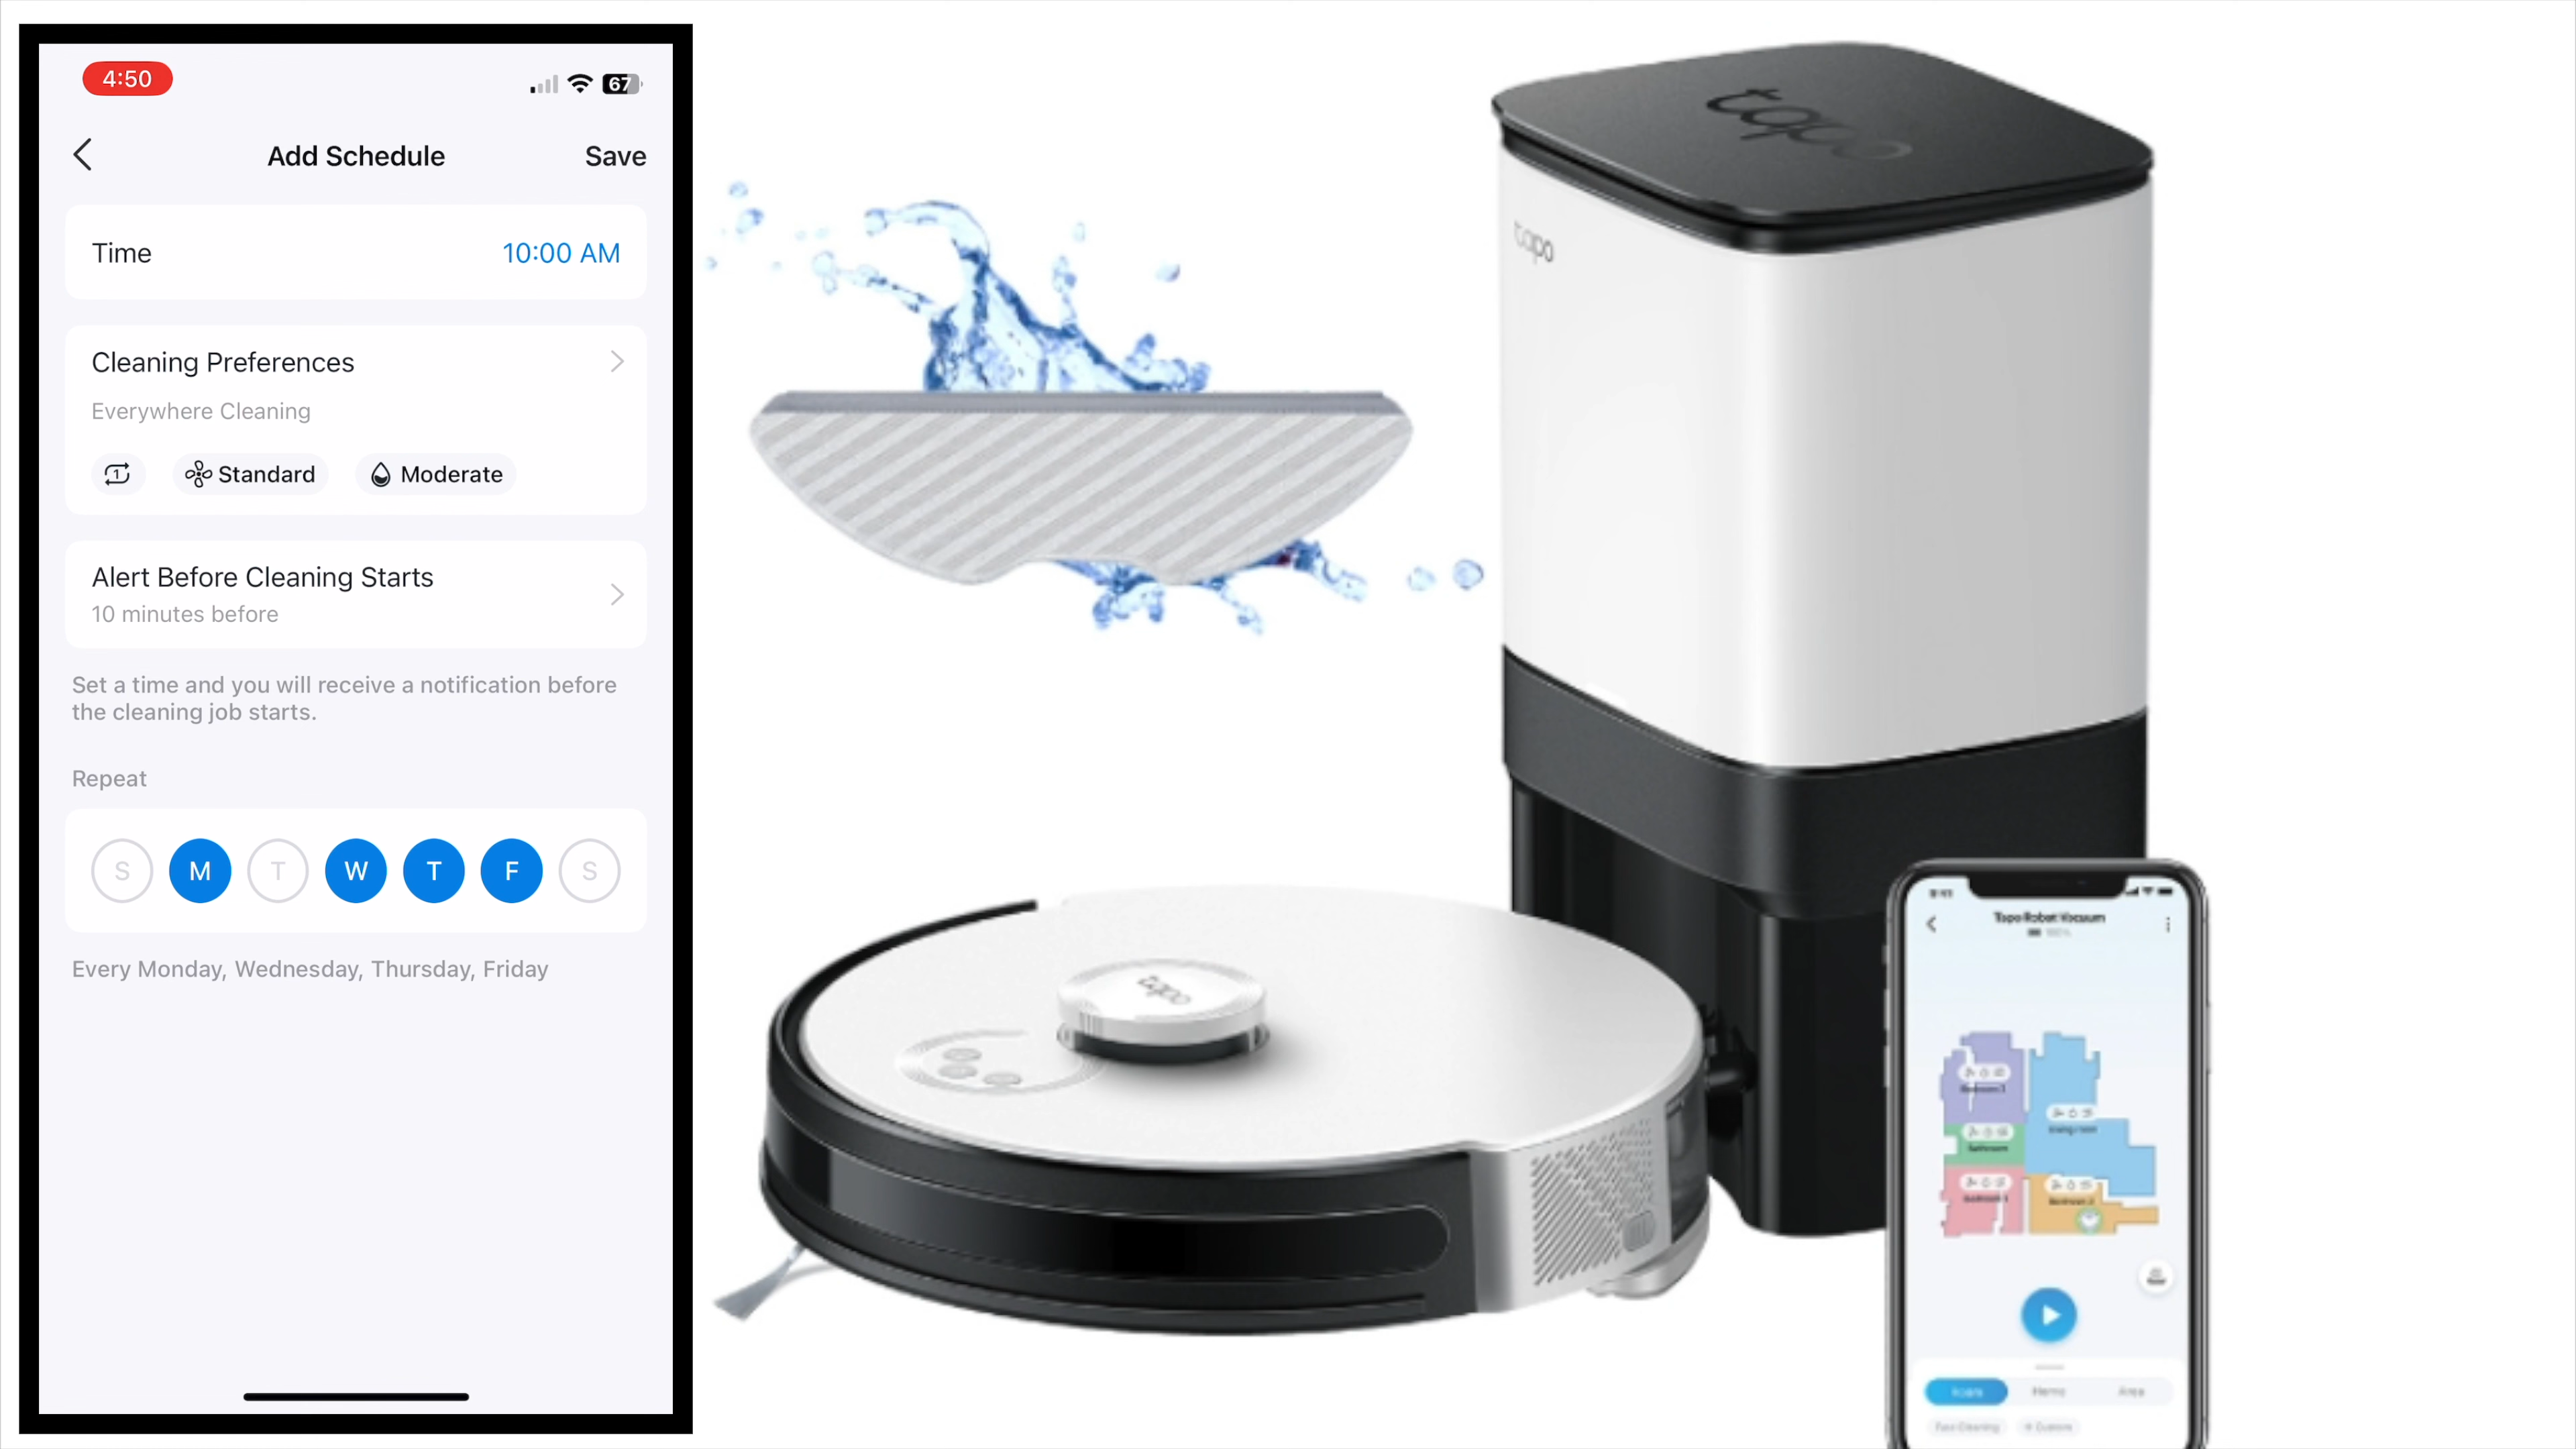 4:50
67
Add Schedule
Save
Time
10:00 AM
Cleaning Preferences
Everywhere Cleaning
1
Standard
Moderate
Alert Before Cleaning Starts
10 minutes before
Set a time and you will receive a notification before
the cleaning job starts.
Repeat
S M T W T F S
Every Monday, Wednesday, Thursday, Friday
tapo
tapo
tapo
Tapo Robot Vacuum